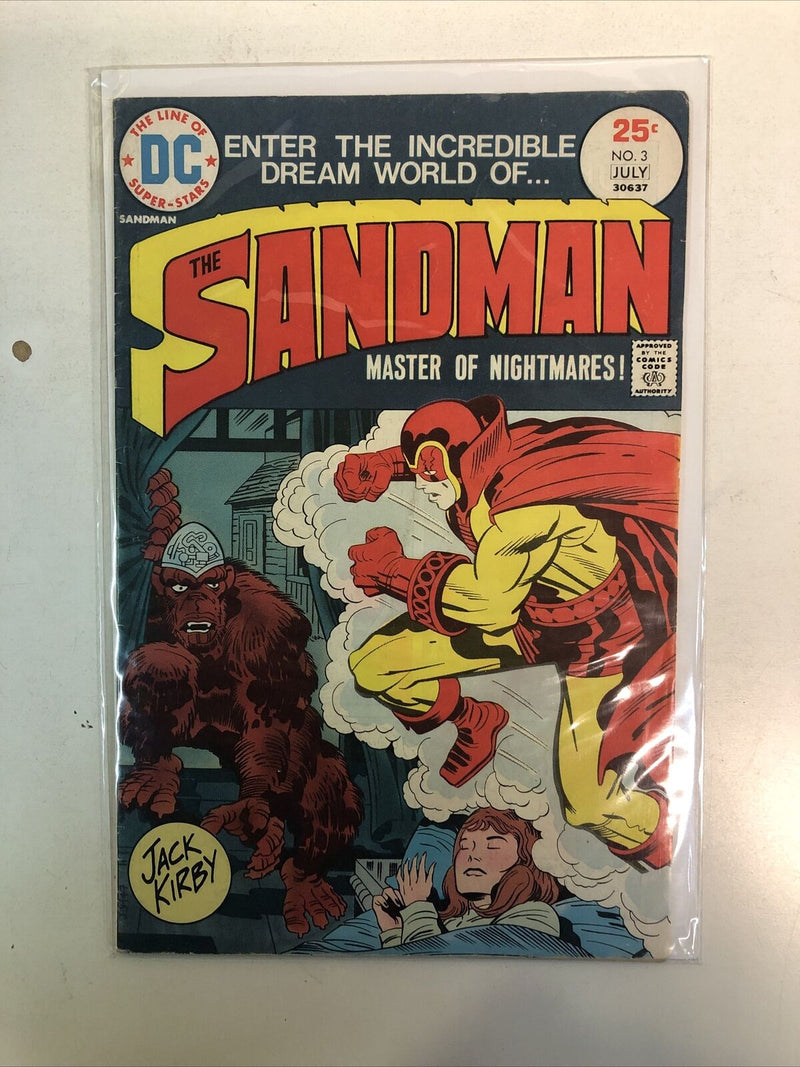 THE LINE OF
DC
SUPER-STARS
ENTER THE INCREDIBLE
DREAM WORLD OF...
25¢
NO. 3
JULY
30637
SANDMAN
THE SANDMAN
MASTER OF NIGHTMARES!
APPROVED
BY THE
COMICS
CODE
CA
AUTHORITY
JACK
KIRBY